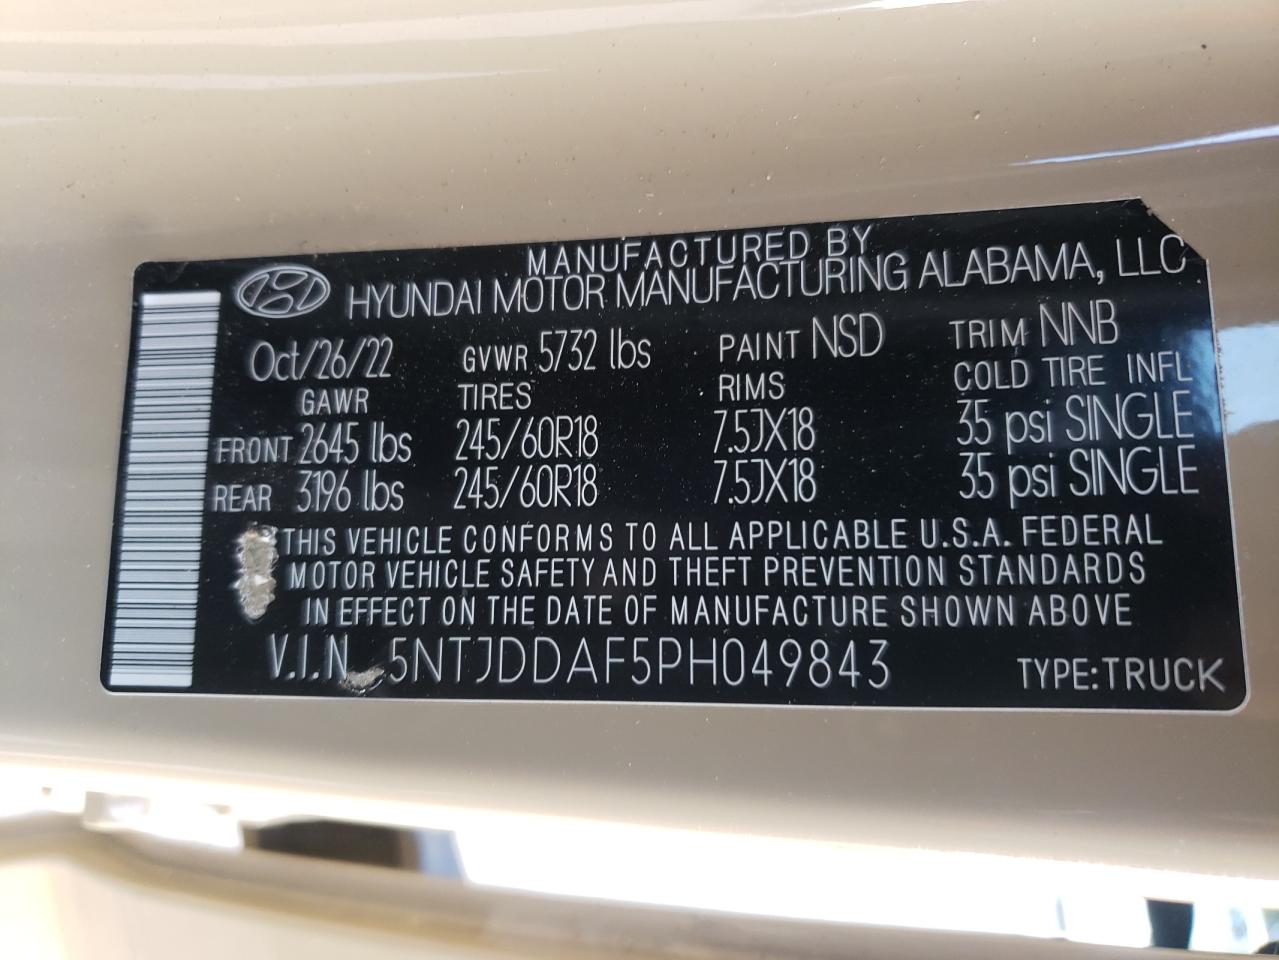 MANUFACTURED BY
HYUNDAI MOTOR MANUFACTURING ALABAMA, LLC
Oct/26/22 GVWR 5732 lbs PAINT NSD TRIM NNB
GAWR TIRES RIMS COLD TIRE INFL
FRONT 2645 lbs 245/60R18 7.5JX18 35 psi SINGLE
REAR 3196 lbs 245/60R18 7.5JX18 35 psi SINGLE
THIS VEHICLE CONFORMS TO ALL APPLICABLE U.S.A. FEDERAL
MOTOR VEHICLE SAFETY AND THEFT PREVENTION STANDARDS
IN EFFECT ON THE DATE OF MANUFACTURE SHOWN ABOVE
V.I.N 5NTJDDAF5PH049843 TYPE:TRUCK